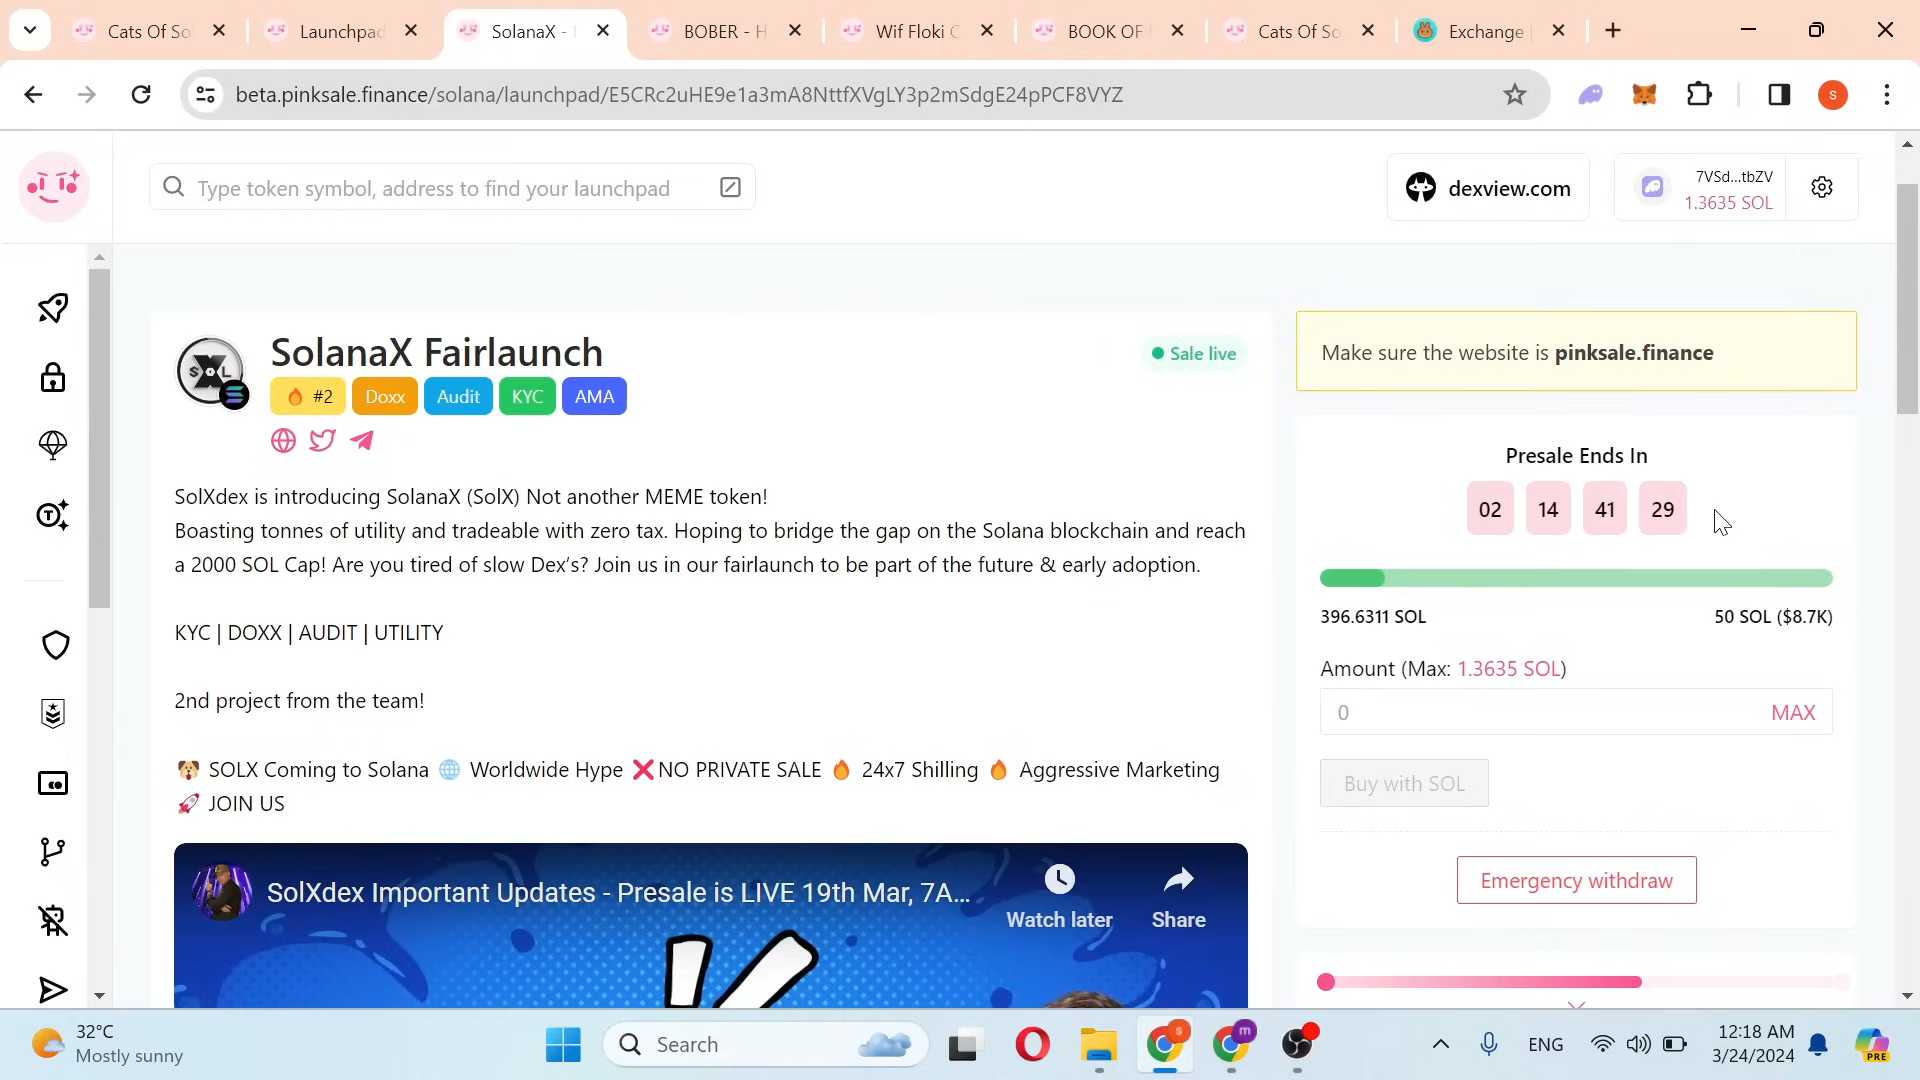 Cats Of So
Launchpad
SolanaX -
BOBER - H
Wif Floki C
BOOK OF
Cats Of So
Exchange
beta.pinksale.finance/solana/launchpad/E5CRc2uHE9e1a3mA8NttfXVgLY3p2mSdgE24pPCF8VYZ
S
Type token symbol, address to find your launchpad
dexview.com
7VSd...tbZV
1.3635 SOL
SolanaX Fairlaunch
Sale live
SOL
#2
Doxx
Audit
KYC
AMA
SolXdex is introducing SolanaX (SolX) Not another MEME token!
Boasting tonnes of utility and tradeable with zero tax. Hoping to bridge the gap on the Solana blockchain and reach
a 2000 SOL Cap! Are you tired of slow Dex's? Join us in our fairlaunch to be part of the future & early adoption.
KYC | DOXX | AUDIT | UTILITY
2nd project from the team!
🐶 SOLX Coming to Solana 🌐 Worldwide Hype ❌NO PRIVATE SALE 🔥 24x7 Shilling 🔥 Aggressive Marketing
🚀 JOIN US
SolXdex Important Updates - Presale is LIVE 19th Mar, 7A...
Watch later
Share
Make sure the website is pinksale.finance
Presale Ends In
02 14 41 29
396.6311 SOL
50 SOL ($8.7K)
Amount (Max: 1.3635 SOL)
0
MAX
Buy with SOL
Emergency withdraw
32°C
Mostly sunny
Search
S
m
ENG
12:18 AM
3/24/2024
PRE